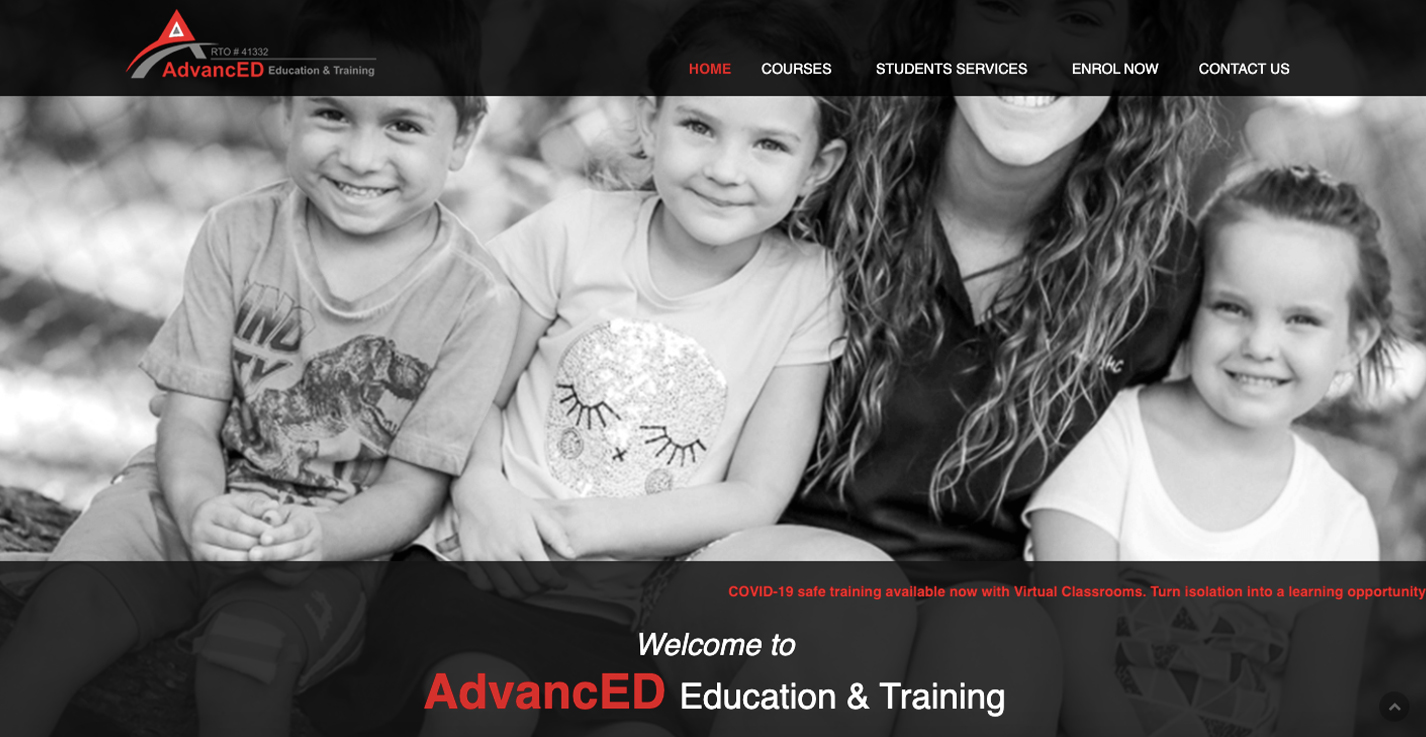 RTO # 41332
AdvancED Education & Training
HOME COURSES STUDENTS SERVICES ENROL NOW CONTACT US
COVID-19 safe training available now with Virtual Classrooms. Turn isolation into a learning opportunity
Welcome to
AdvancED Education & Training